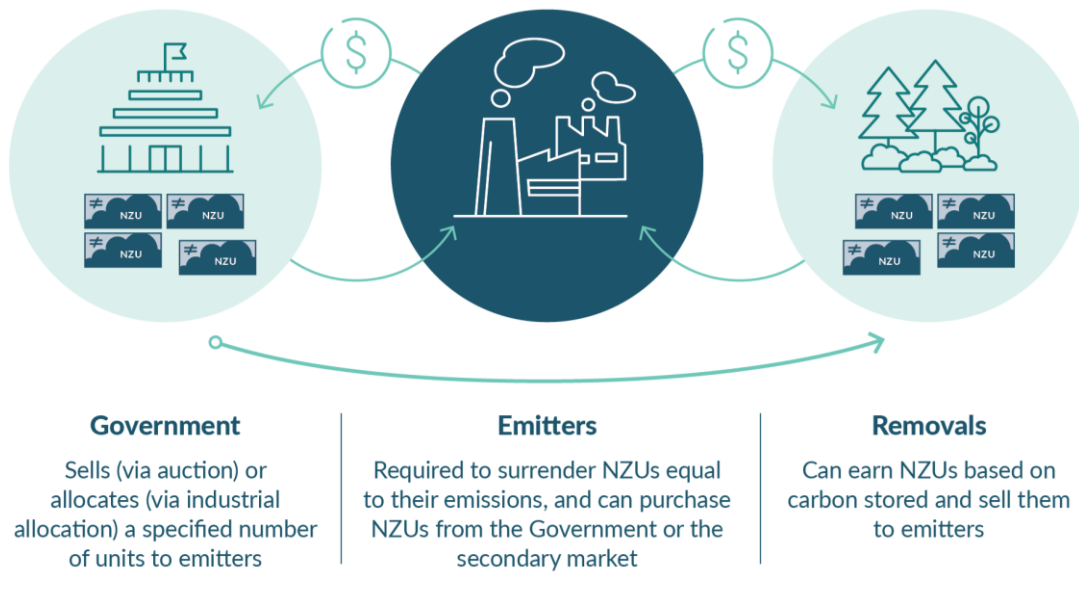 $
$
≠ NZU
≠ NZU
≠ NZU
≠ NZU
≠ NZU
≠ NZU
≠ NZU
≠ NZU
Government
Sells (via auction) or
allocates (via industrial
allocation) a specified number
of units to emitters
Emitters
Required to surrender NZUs equal
to their emissions, and can purchase
NZUs from the Government or the
secondary market
Removals
Can earn NZUs based on
carbon stored and sell them
to emitters